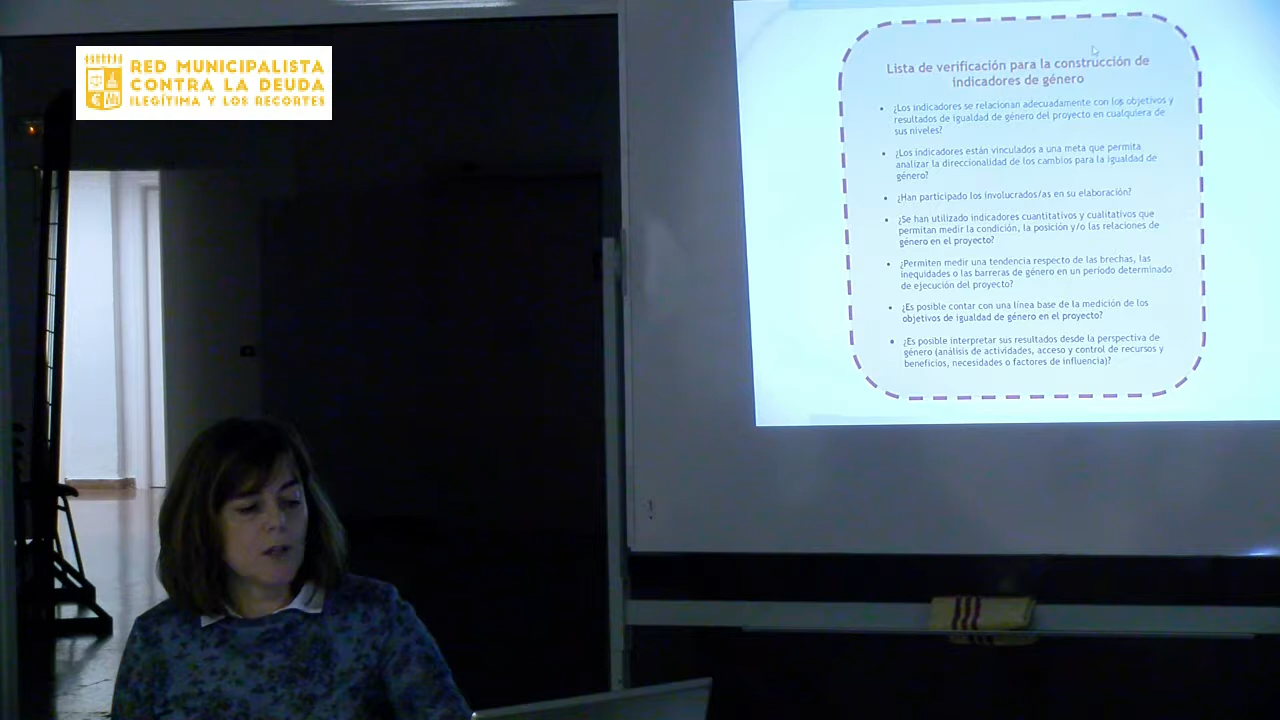 RED MUNICIPALISTA
CONTRA LA DEUDA
ILEGÍTIMA Y LOS RECORTES
Lista de verificación para la construcción de
indicadores de género
• ¿Los indicadores se relacionan adecuadamente con los objetivos y
resultados de igualdad de género del proyecto en cualquiera de
sus niveles?
• ¿Los indicadores están vinculados a una meta que permita
analizar la direccionalidad de los cambios para la igualdad de
género?
• ¿Han participado los involucrados/as en su elaboración?
• ¿Se han utilizado indicadores cuantitativos y cualitativos que
permitan medir la condición, la posición y/o las relaciones de
género en el proyecto?
• ¿Permiten medir una tendencia respecto de las brechas, las
inequidades o las barreras de género en un periodo determinado
de ejecución del proyecto?
• ¿Es posible contar con una línea base de la medición de los
objetivos de igualdad de género en el proyecto?
• ¿Es posible interpretar sus resultados desde la perspectiva de
género (análisis de actividades, acceso y control de recursos y
beneficios, necesidades o factores de influencia)?